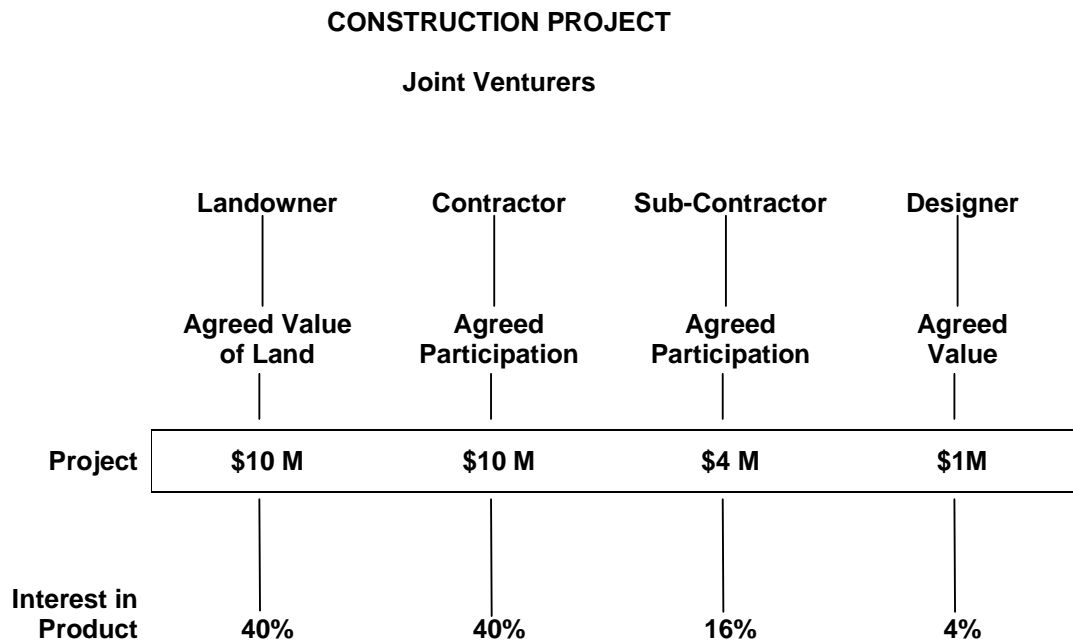 CONSTRUCTION PROJECT
Joint Venturers
Landowner Contractor Sub-Contractor Designer
Agreed Value of Land
Agreed Participation
Agreed Participation
Agreed Value
Project $10 M $10 M $4 M $1M
Interest in Product 40% 40% 16% 4%